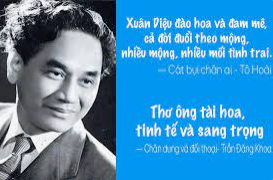 Xuân Diệu đào hoa và đam mê,
cả đời đuổi theo mộng,
nhiều mộng, nhiều mối tình trai.
— Cát bụi chân ai - Tô Hoài
Thơ ông tài hoa,
tinh tế và sang trọng
— Chân dung và đối thoại- Trần Đăng Khoa